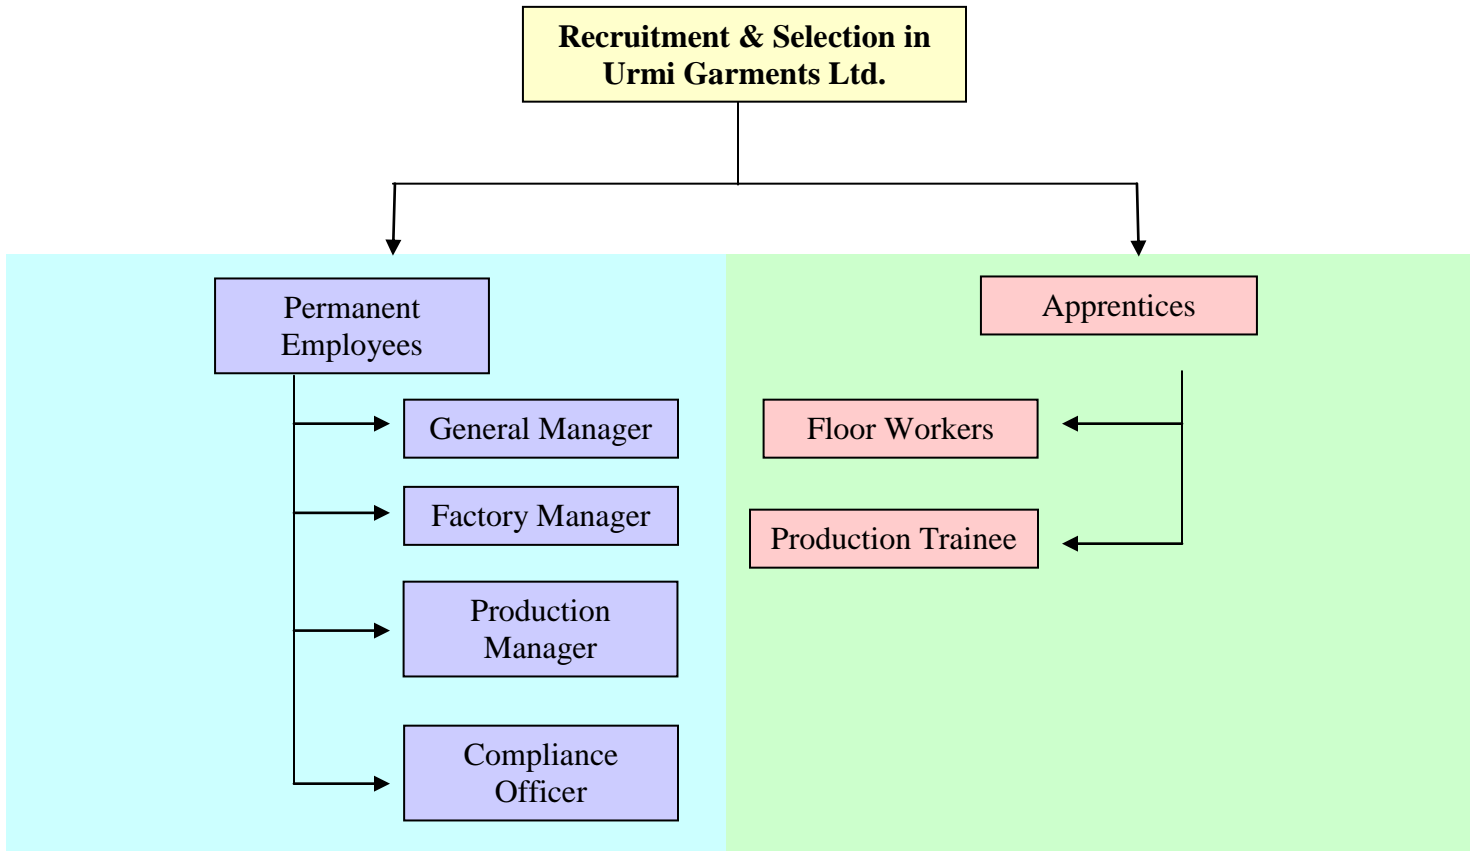 Recruitment & Selection in
Urmi Garments Ltd.
Permanent
Employees
General Manager
Factory Manager
Production
Manager
Compliance
Officer
Apprentices
Floor Workers
Production Trainee